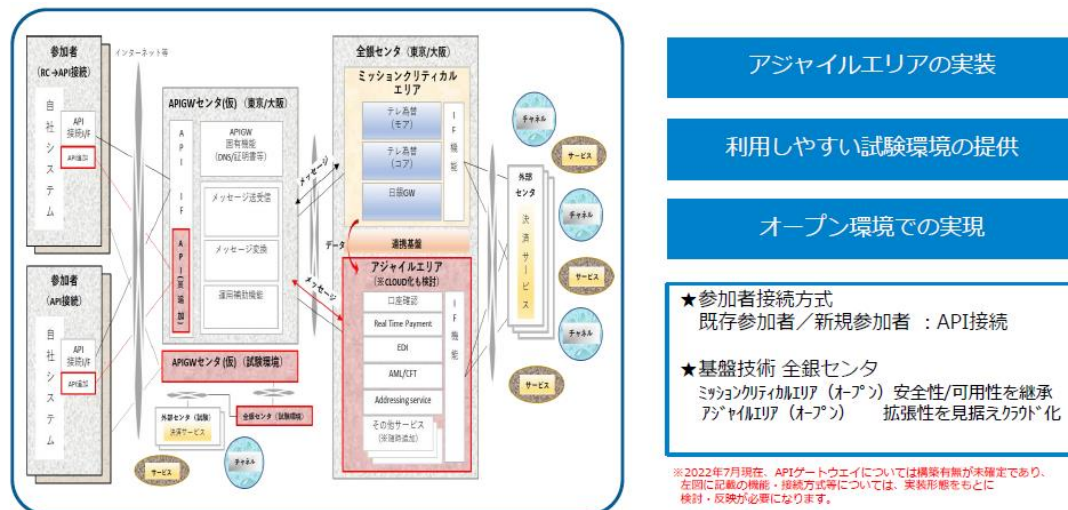 参加者
(RC→API接続)
インターネット等
自社システム
API
接続I/F
API追加
参加者
(API接続)
自社システム
API
接続I/F
API追加
APIGWセンタ(仮)(東京/大阪)
API IF
API(仮追加)
APIGW
固有機能
(DNS/証明書等)
メッセージ送受信
メッセージ変換
運用補助機能
APIGWセンタ(仮)(試験環境)
外部センタ(試験)
決済サービス
全銀センタ(試験環境)
サービス
チャネル
メッセージ
データ
メッセージ
全銀センタ(東京/大阪)
ミッションクリティカル
エリア
テレ為替
(モア)
テレ為替
(コア)
日銀GW
IF機能
連携基盤
アジャイルエリア
(※CLOUD化も検討)
口座確認
Real Time Payment
EDI
AML/CFT
Addressing service
その他サービス
(※随時追加)
IF機能
外部
センタ
決済サービス
チャネル
サービス
チャネル
サービス
チャネル
サービス
アジャイルエリアの実装
利用しやすい試験環境の提供
オープン環境での実現
★参加者接続方式
既存参加者/新規参加者 :API接続
★基盤技術 全銀センタ
ミッションクリティカルエリア(オープン)安全性/可用性を継承
アジャイルエリア(オープン) 拡張性を見据えクラウド化
※2022年7月現在、APIゲートウェイについては構築有無が未確定であり、
左図に記載の機能・接続方式等については、実装形態をもとに
検討・反映が必要になります。